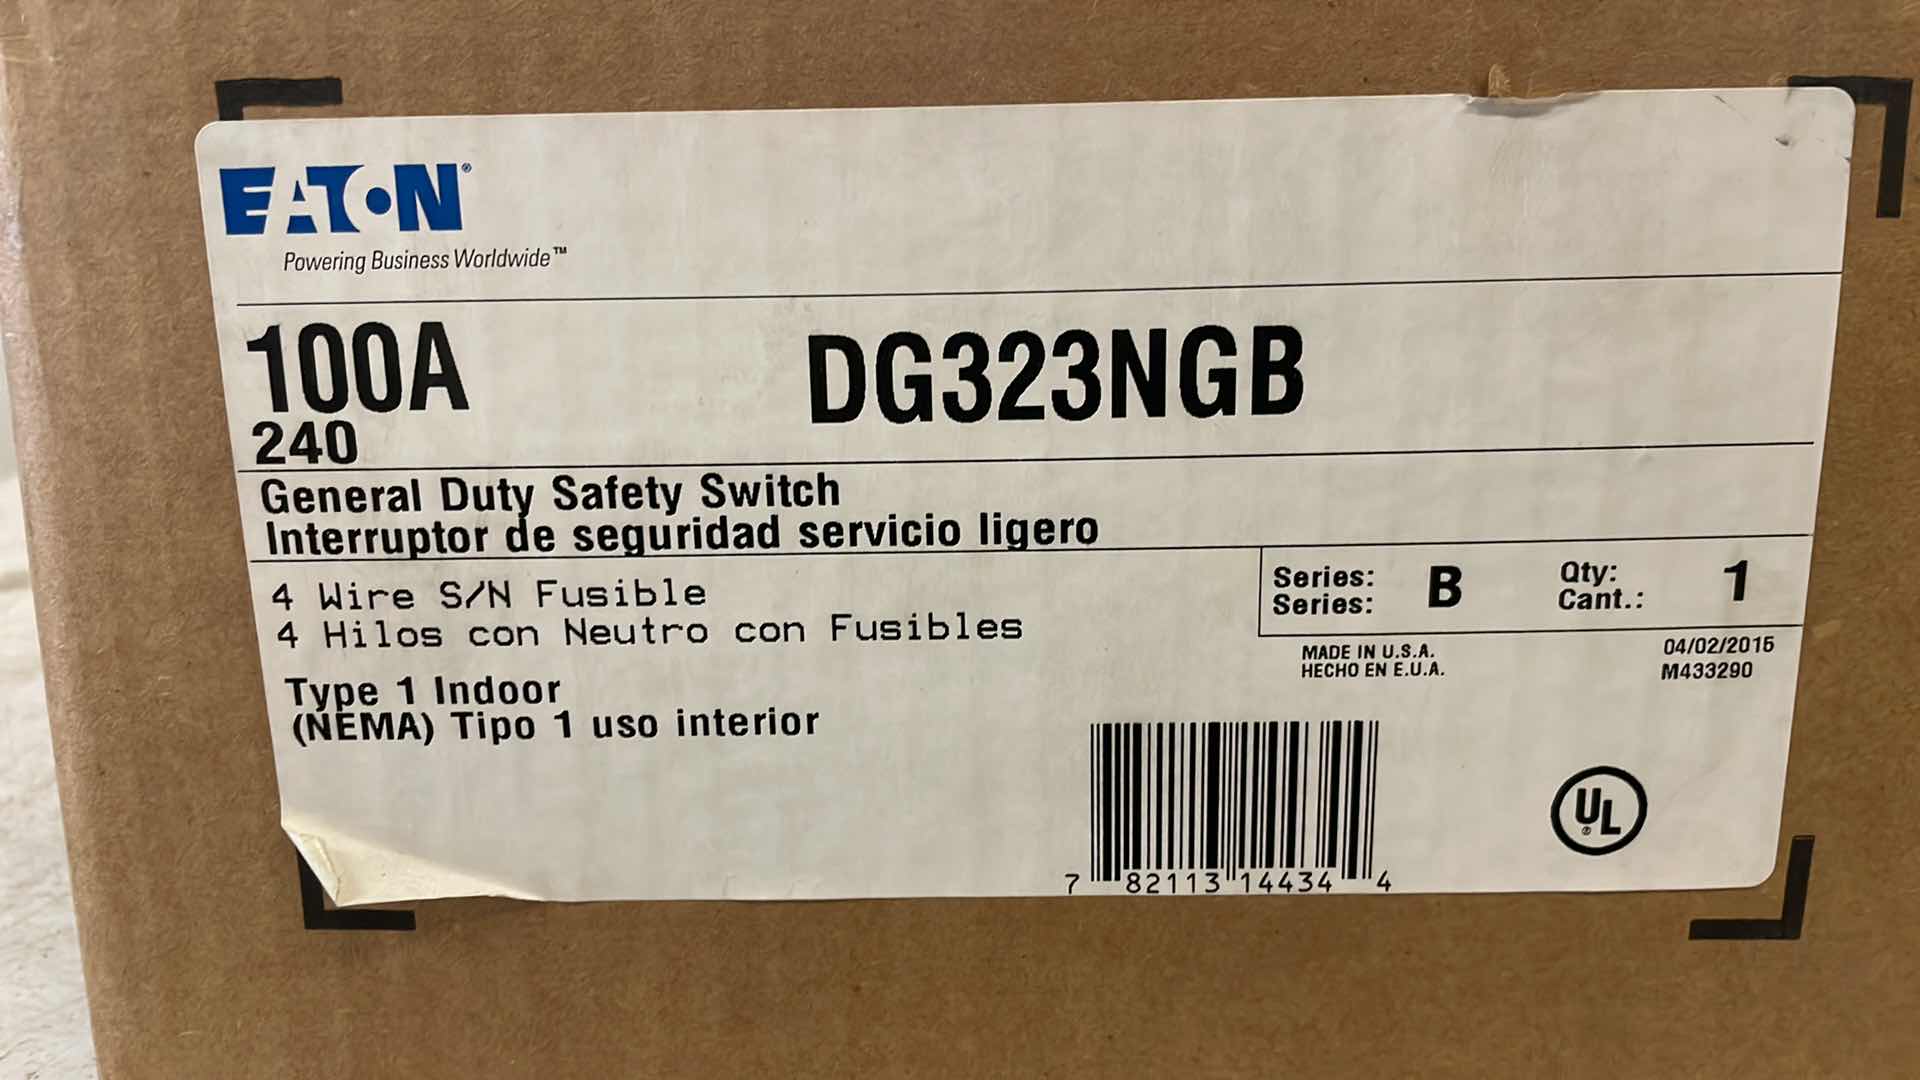 EATON®
Powering Business Worldwide™
100A DG323NGB
240
General Duty Safety Switch
Interruptor de seguridad servicio ligero
4 Wire S/N Fusible
4 Hilos con Neutro con Fusibles
Type 1 Indoor
(NEMA) Tipo 1 uso interior
Series: B Qty: 1
Series: Cant.:
MADE IN U.S.A. 04/02/2015
HECHO EN E.U.A. M433290
UL®
7 82113 14434 4